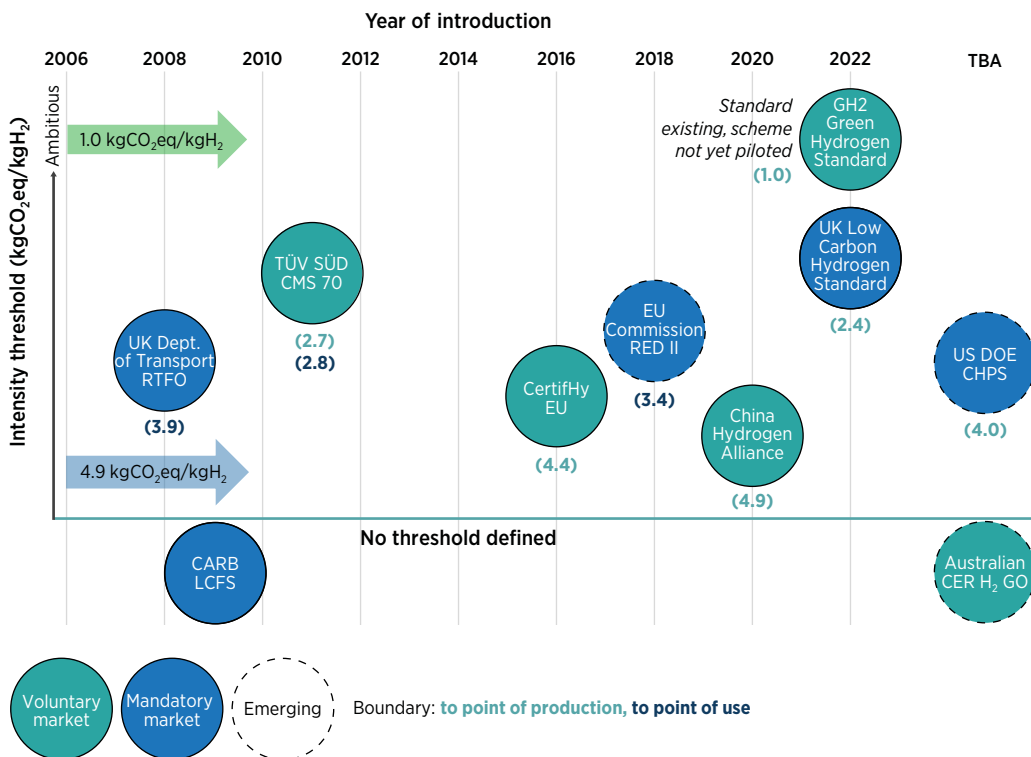 Year of introduction
2006 2008 2010 2012 2016 2018 2020 2022 TBA
Intensity threshold (kgCO₂eq/kgH₂)
Ambitious
1.0 kgCO₂eq/kgH₂
Standard
existing, scheme
not yet piloted
(1.0)
GH2
Green
Hydrogen
Standard
TÜV SÜD
CMS 70
(2.7)
(2.8)
UK Low
Carbon
Hydrogen
Standard
(2.4)
UK Dept.
of Transport
RTFO
(3.9)
EU
Commission
RED II
(3.4)
US DOE
CHPS
(4.0)
CertifHy
EU
(4.4)
China
Hydrogen
Alliance
(4.9)
4.9 kgCO₂eq/kgH₂
No threshold defined
CARB
LCFS
Australian
CER H₂ GO
Voluntary
market
Mandatory
market
Emerging
Boundary: to point of production, to point of use